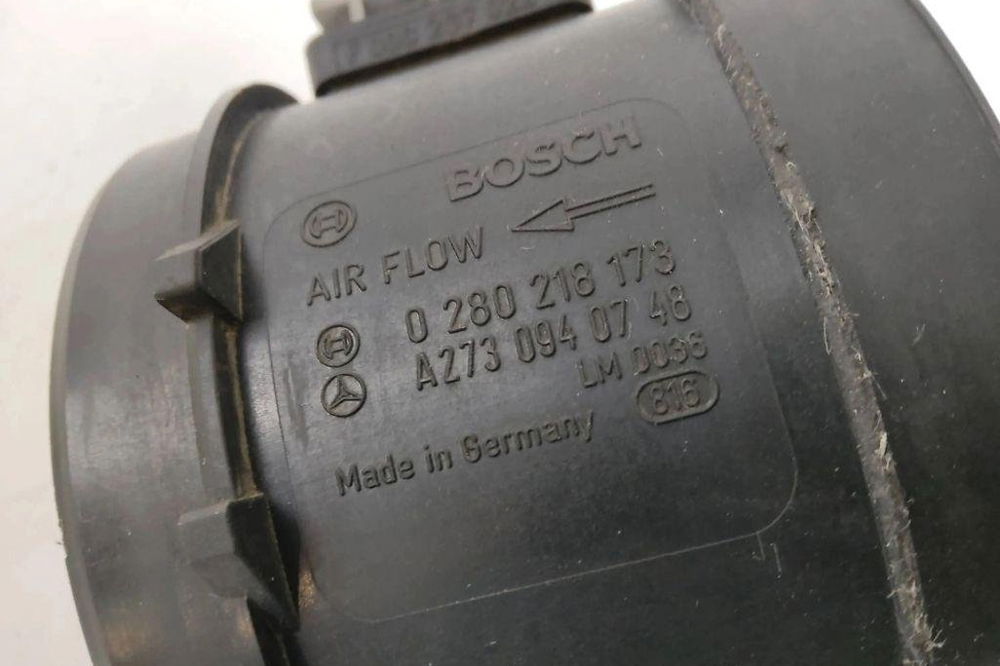 BOSCH
AIR FLOW
0 280 218 173
A273 094 07 48
LM 0036
816
Made in Germany